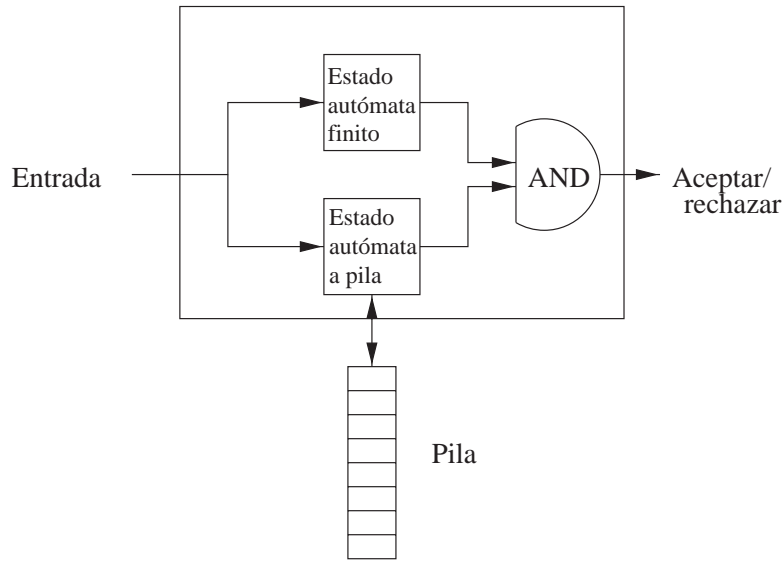 Estado
autómata
finito
Entrada
AND
Aceptar/
rechazar
Estado
autómata
a pila
Pila